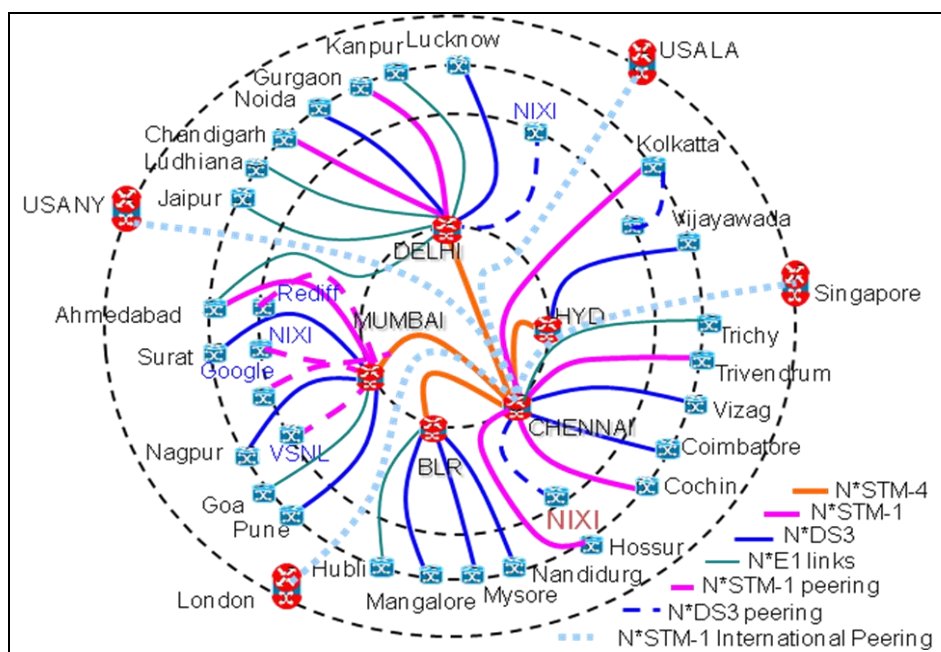 Lucknow
Kanpur
USALA
Gurgaon
Noida
NIXI
Chandigarh
Kolkatta
Ludhiana
USANY
Jaipur
Vijayawada
DELHI
Singapore
Rediff
Ahmedabad
MUMBAI
HYD
NIXI
Trichy
Surat
Google
Trivendrum
Vizag
CHENNAI
Nagpur
VSNL
BLR
Coimbatore
Goa
Cochin
N*STM-4
Pune
NIXI
N*STM-1
Hossur
N*DS3
Hubli
Nandidurg
N*E1 links
London
Mangalore
Mysore
N*STM-1 peering
N*DS3 peering
N*STM-1 International Peering